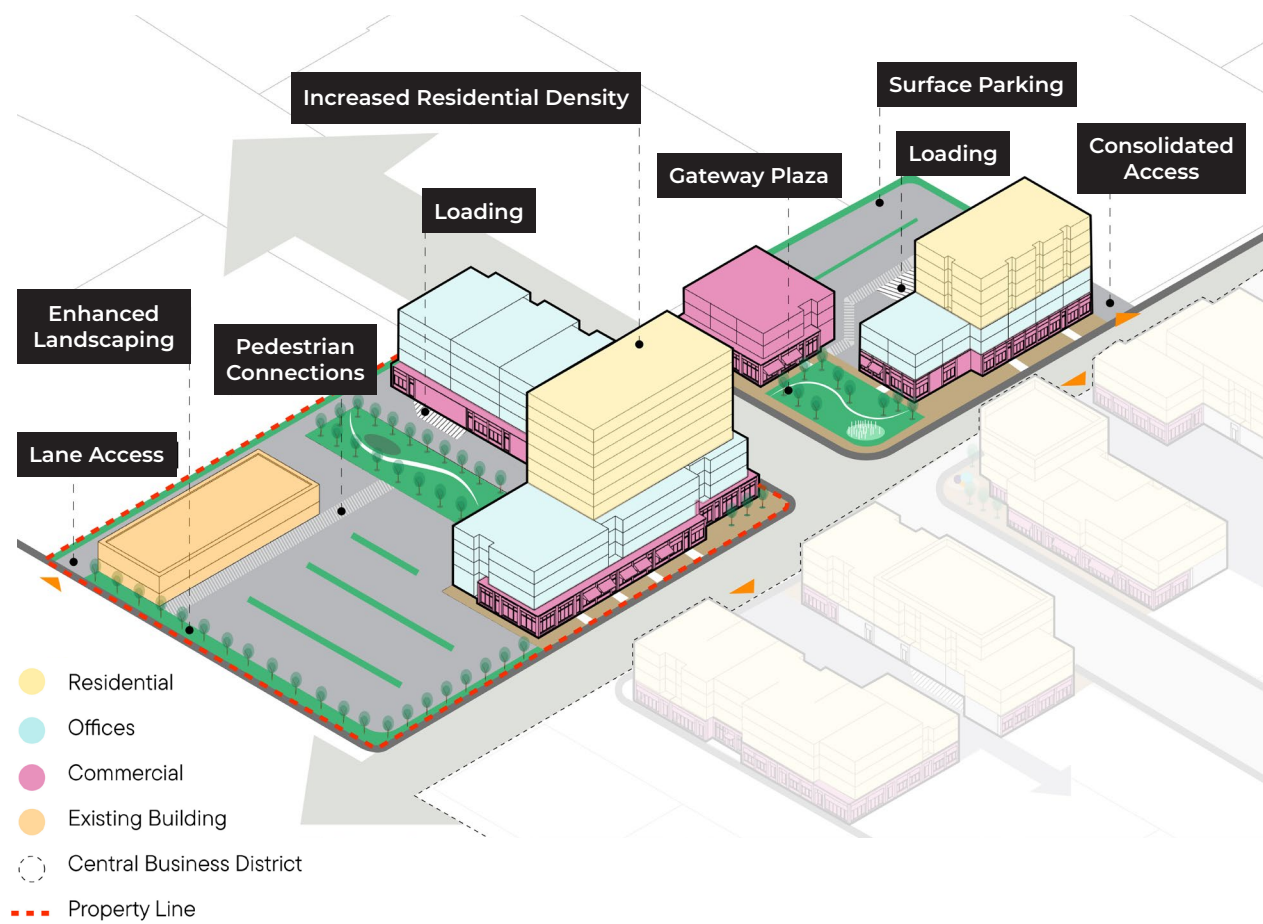 Increased Residential Density
Surface Parking
Loading
Consolidated
Access
Gateway Plaza
Loading
Enhanced
Landscaping
Pedestrian
Connections
Lane Access
Residential
Offices
Commercial
Existing Building
Central Business District
Property Line